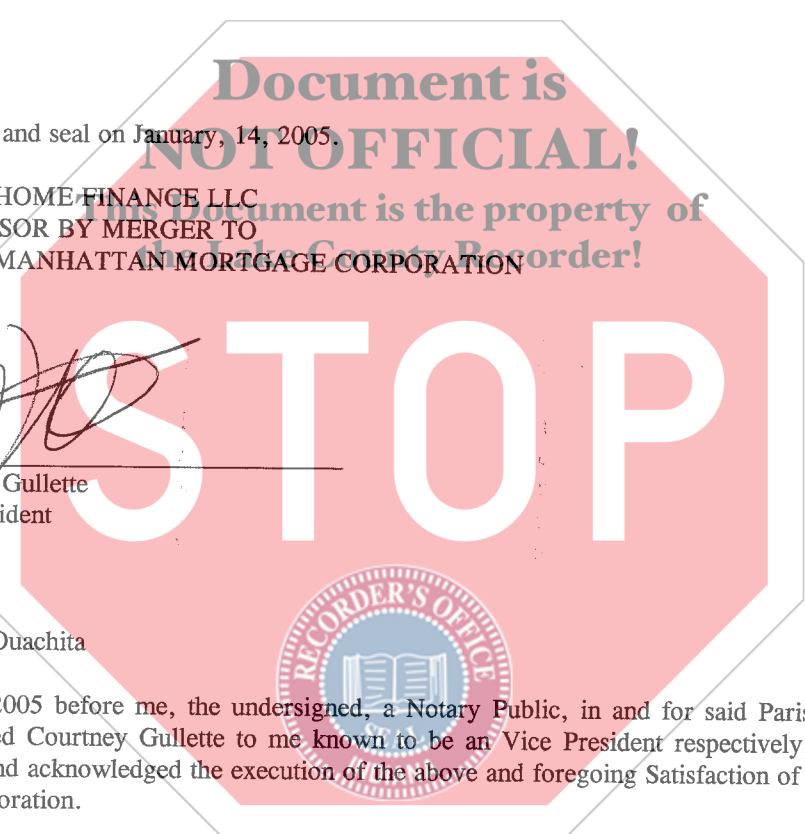 Document is
and seal on January, 14, 2005.
NOT OFFICIAL!
HOME FINANCE LLC
This Document is the property of
SOR BY MERGER TO
the Lake County Recorder!
MANHATTAN MORTGAGE CORPORATION
STOP
Gullette
ident
RECORDER'S OFFICE
Ouachita
2005 before me, the undersigned, a Notary Public, in and for said Paris
ed Courtney Gullette to me known to be an Vice President respectively
nd acknowledged the execution of the above and foregoing Satisfaction of
oration.
SEAL